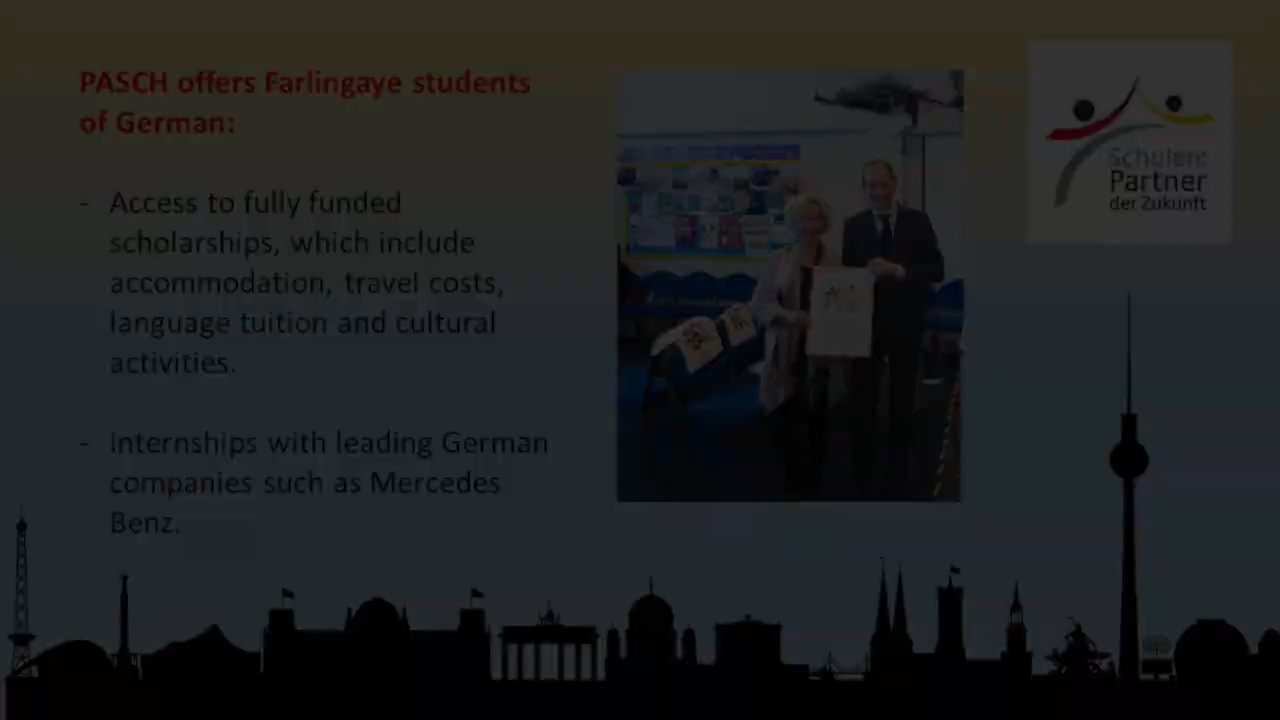 PASCH offers Farlingaye students
of German:
- Access to fully funded
scholarships, which include
accommodation, travel costs,
language tuition and cultural
activities.
- Internships with leading German
companies such as Mercedes
Benz.
Schulen:
Partner
der Zukunft